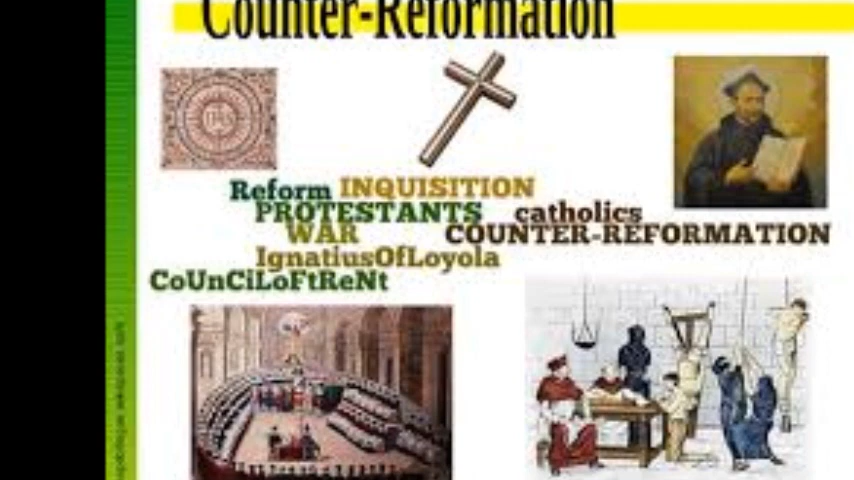 Counter-Reformation
Reform INQUISITION
PROTESTANTS catholics
WAR COUNTER-REFORMATION
IgnatiusOfLoyola
CoUnCiLoFtReNt